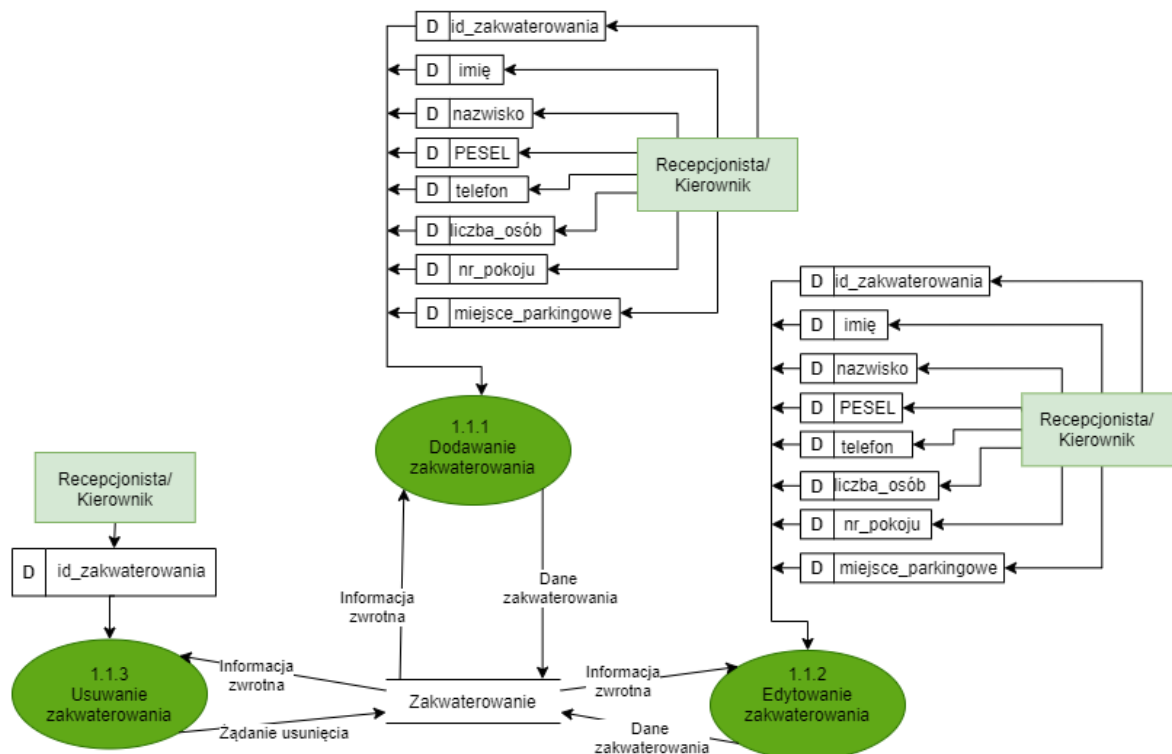 D id_zakwaterowania
D imię
D nazwisko
D PESEL
D telefon
D liczba_osób
D nr_pokoju
D miejsce_parkingowe
Recepcjonista/
Kierownik
1.1.1
Dodawanie
zakwaterowania
D id_zakwaterowania
D imię
D nazwisko
D PESEL
D telefon
D liczba_osób
D nr_pokoju
D miejsce_parkingowe
Recepcjonista/
Kierownik
Recepcjonista/
Kierownik
D id_zakwaterowania
Informacja
zwrotna
Dane
zakwaterowania
1.1.3
Usuwanie
zakwaterowania
Informacja
zwrotna
Żądanie usunięcia
Zakwaterowanie
Informacja
zwrotna
Dane
zakwaterowania
1.1.2
Edytowanie
zakwaterowania